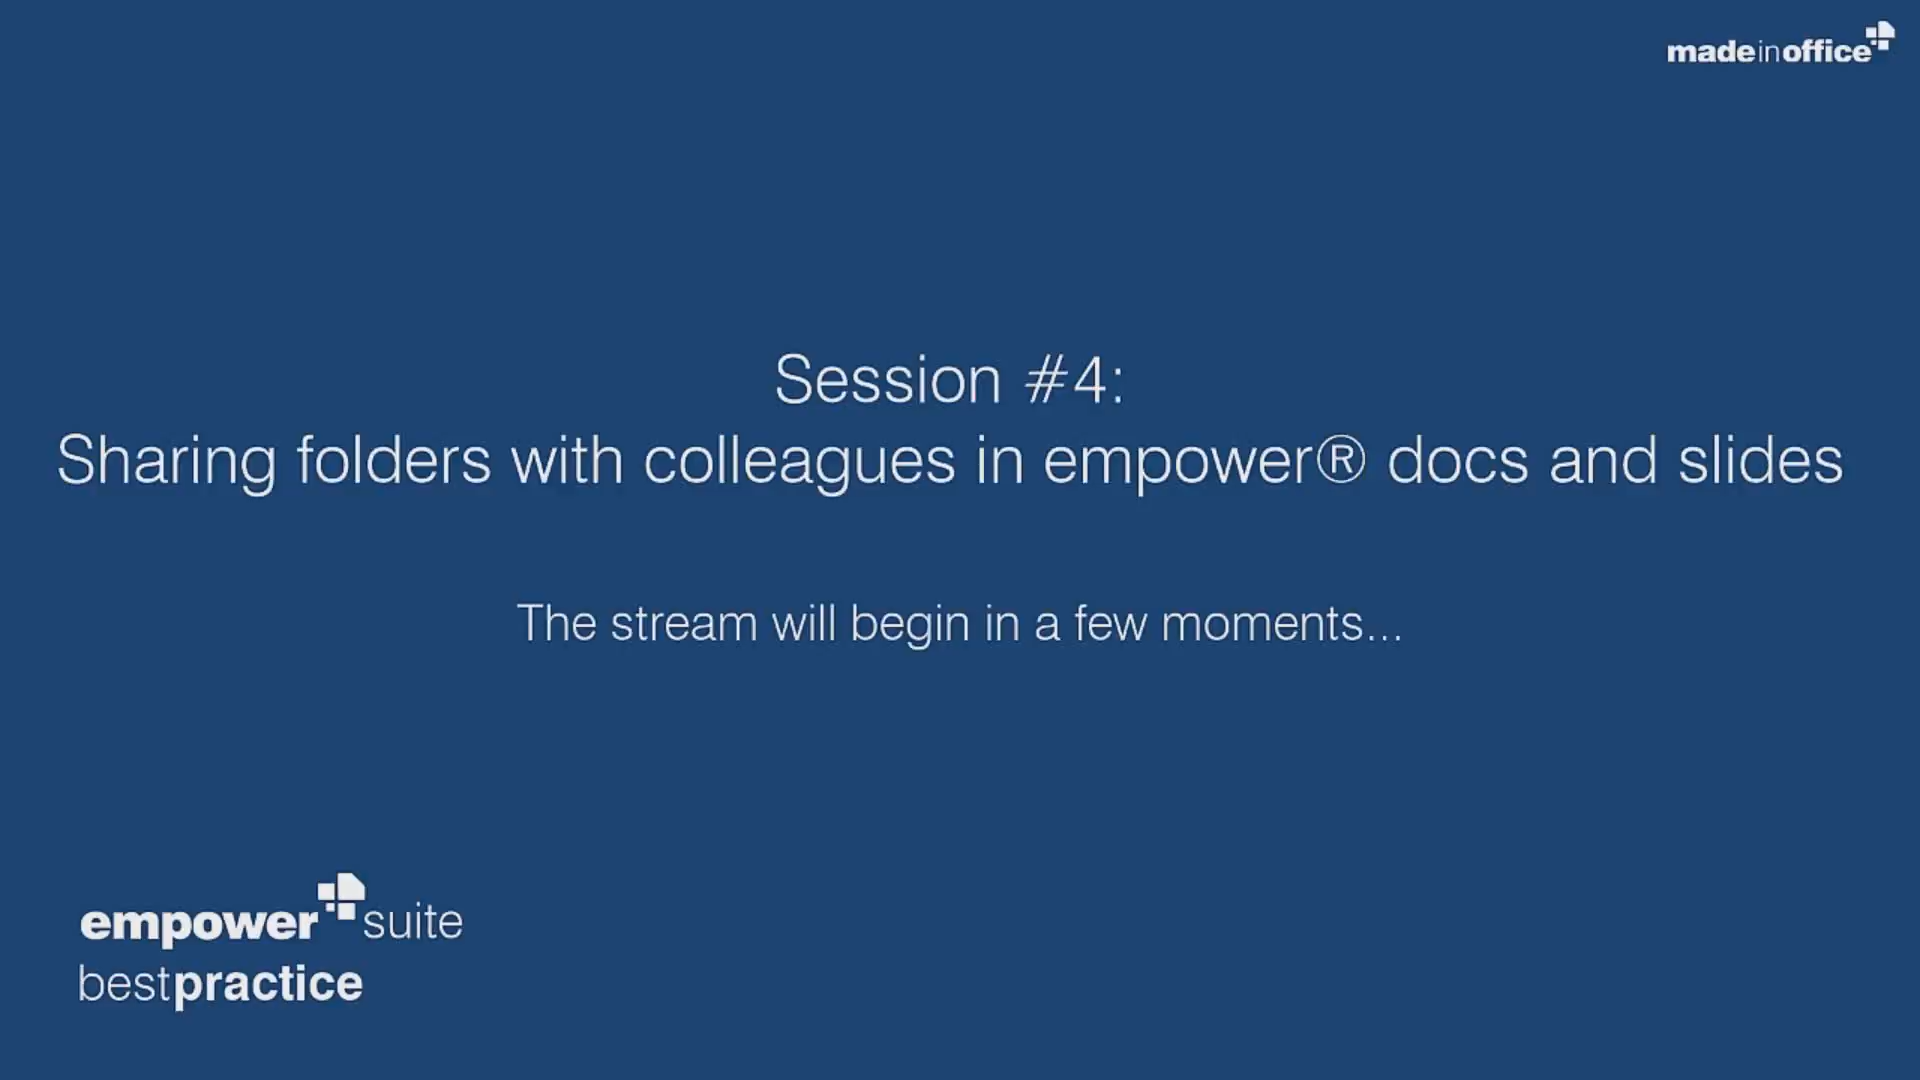 madeinoffice
Session #4:
Sharing folders with colleagues in empower® docs and slides
The stream will begin in a few moments...
empower suite
bestpractice